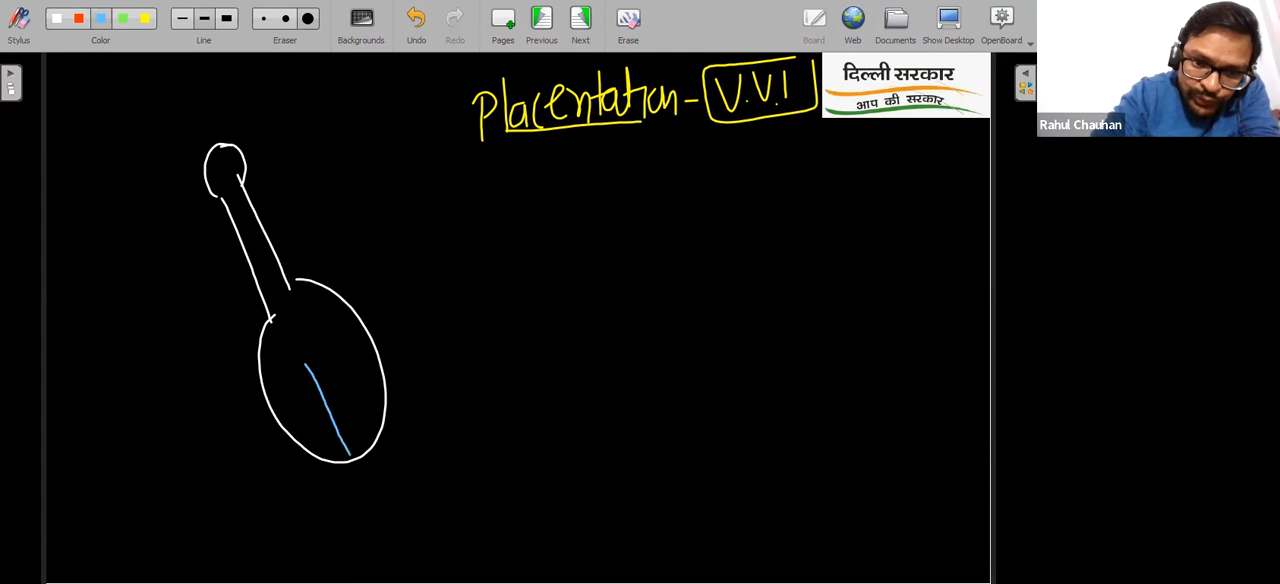 Stylus
Color
Line
Eraser
Backgrounds
Undo
Redo
Pages
Previous
Next
Erase
Board
Web
Documents
Show Desktop
OpenBoard
Placentation - V.V.I
दिल्ली सरकार
आप की सरकार
Rahul Chauhan